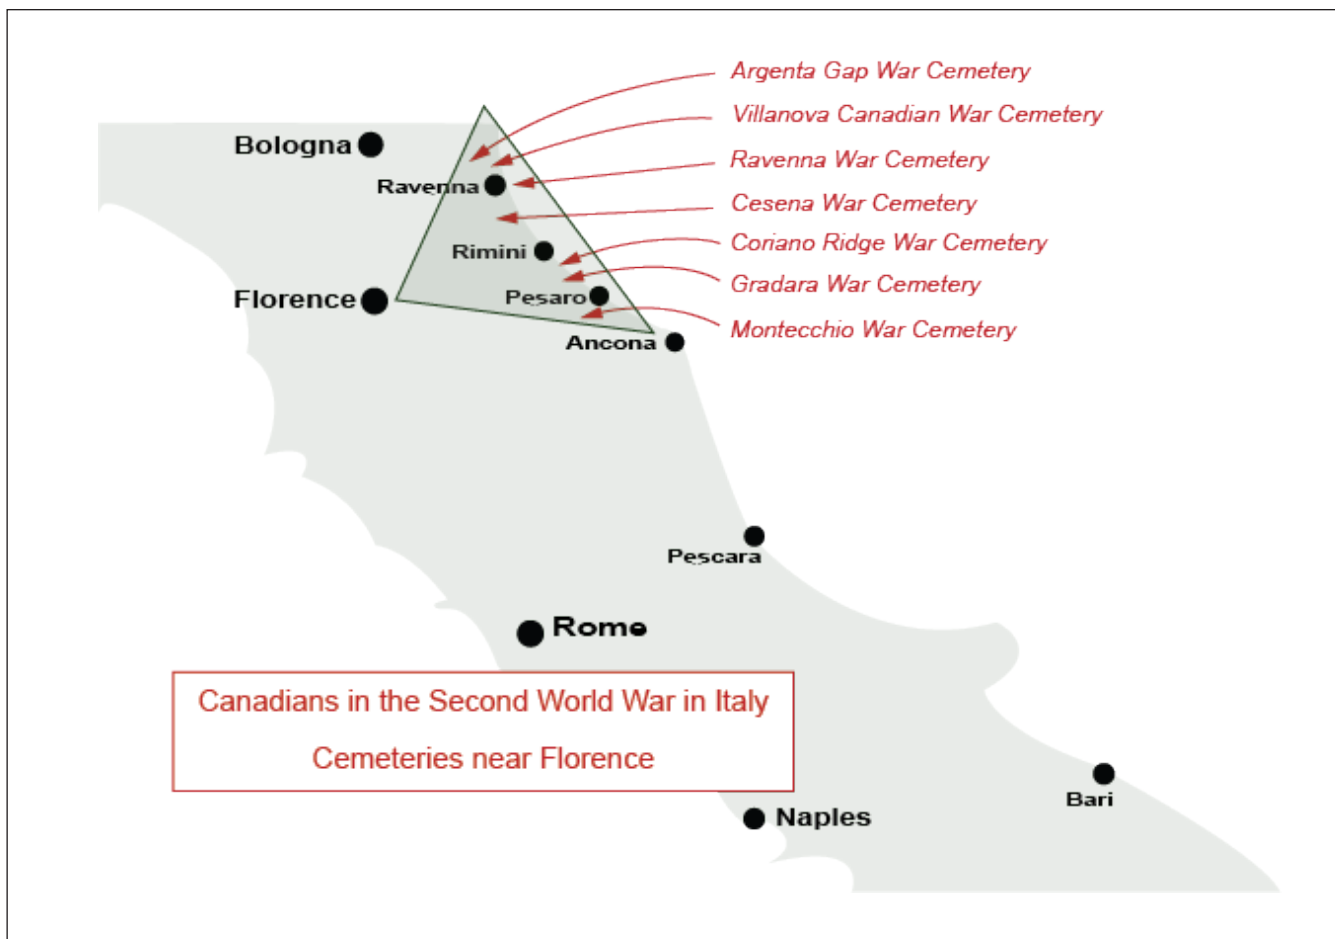 Argenta Gap War Cemetery
Villanova Canadian War Cemetery
Bologna
Ravenna War Cemetery
Ravenna
Cesena War Cemetery
Coriano Ridge War Cemetery
Rimini
Gradara War Cemetery
Florence
Pesaro
Montecchio War Cemetery
Ancona
Pescara
Rome
Canadians in the Second World War in Italy
Cemeteries near Florence
Bari
Naples